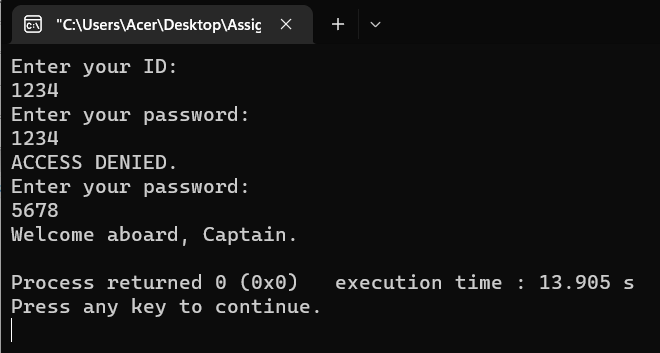 "C:\Users\Acer\Desktop\Assig
Enter your ID:
1234
Enter your password:
1234
ACCESS DENIED.
Enter your password:
5678
Welcome aboard, Captain.
Process returned 0 (0x0)   execution time : 13.905 s
Press any key to continue.